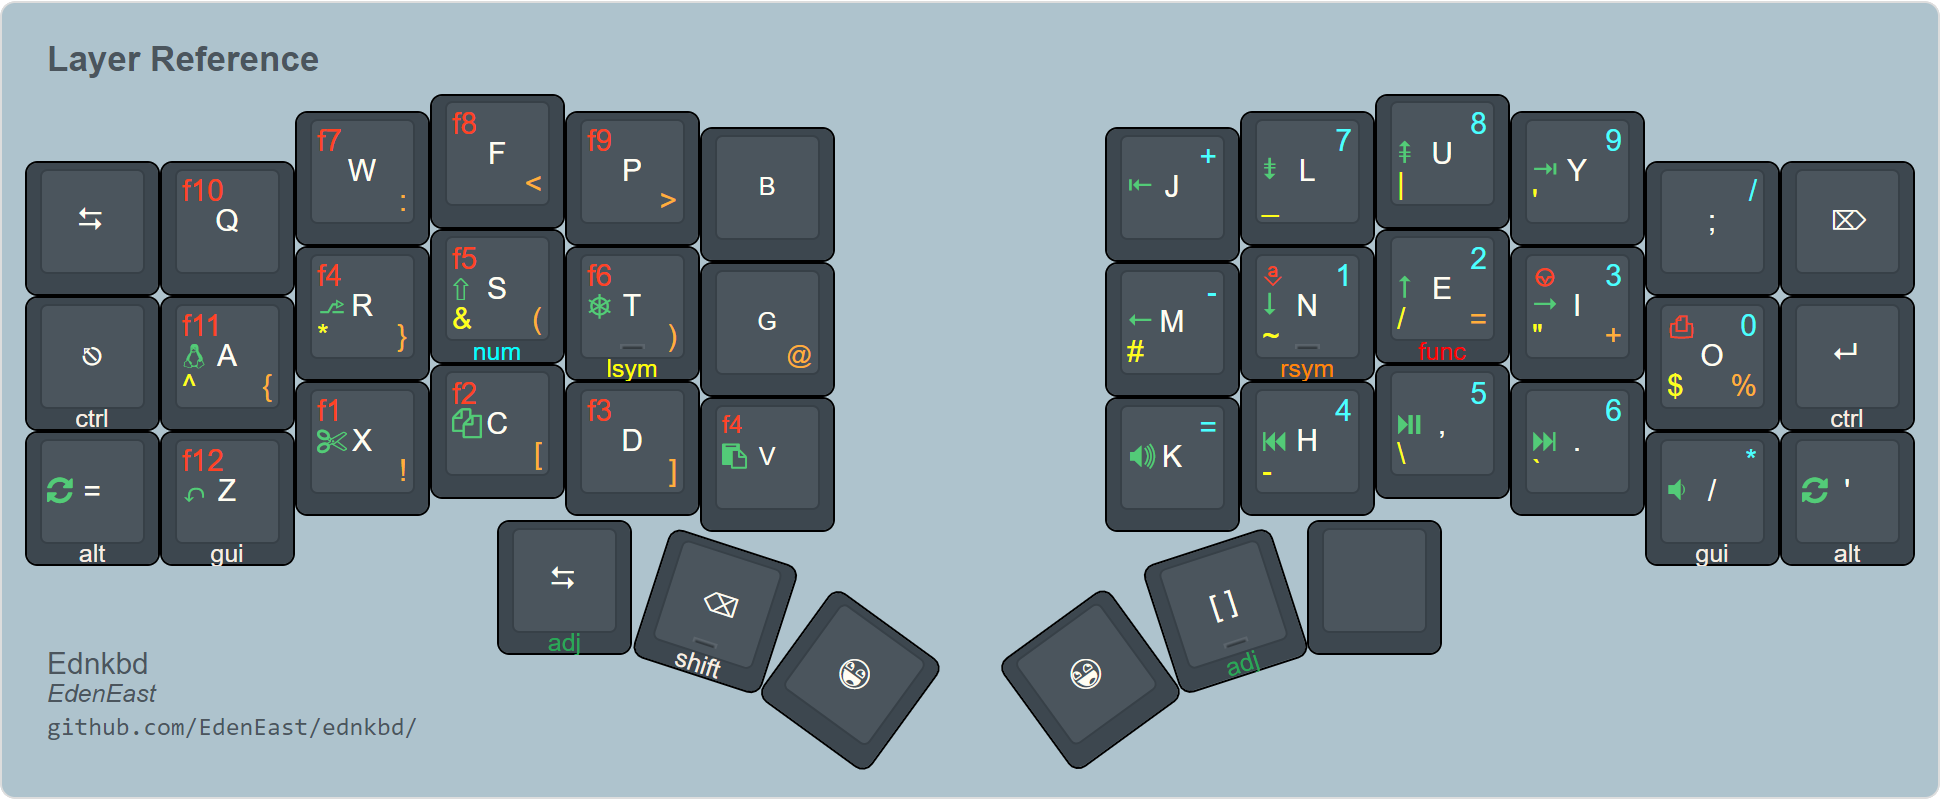 Layer Reference
f10 Q
f7 W :
f8 F <
f9 P >
B
f11 A ^ {
f4 R * }
f5 S & ( num
f6 T ) lsym
G @
ctrl
= alt
f12 Z gui
f1 X !
f2 C [
f3 D ]
f4 V
+ J
7 L _
8 U |
9 Y '
/ ;
- M #
1 a N ~ rsym
2 E / = func
3 I " +
0 O $ %
ctrl
= K
4 H -
5 , \
6 . `
* / gui
' alt
adj
shift
[ ] adj
Ednkbd
EdenEast
github.com/EdenEast/ednkbd/